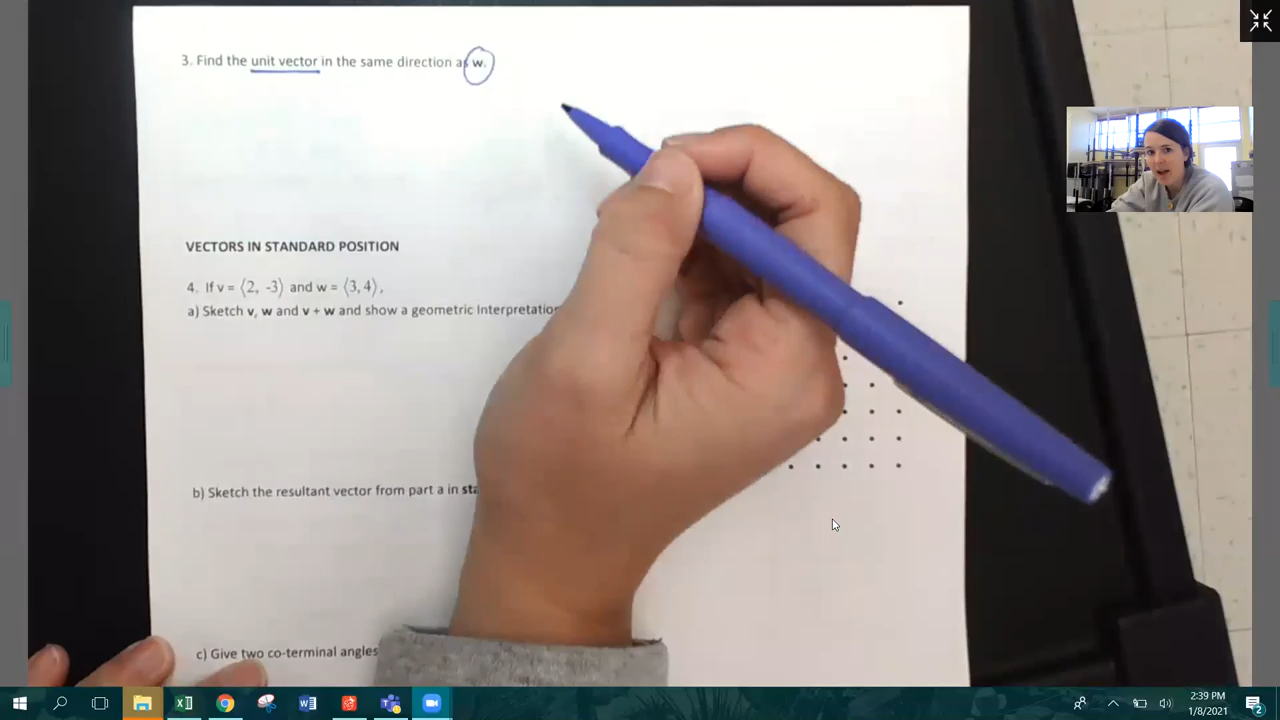 3. Find the unit vector in the same direction as w.
VECTORS IN STANDARD POSITION
4. If v = ⟨2, -3⟩ and w = ⟨3, 4⟩,
a) Sketch v, w and v + w and show a geometric Interpretation
b) Sketch the resultant vector from part a in sta
c) Give two co-terminal angles
2:39 PM
1/8/2021
2